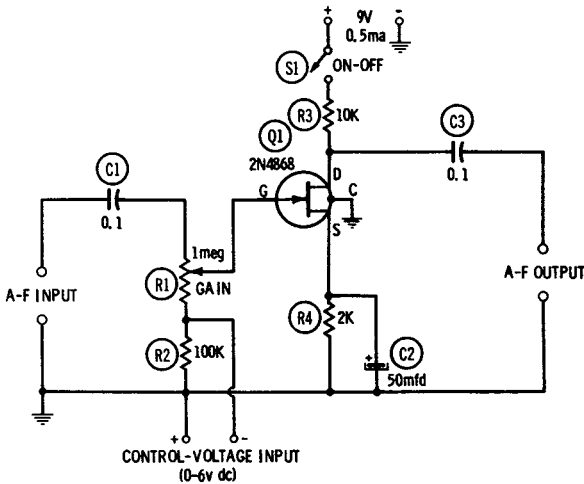 + 9V -
0.5ma
S1 ON-OFF
R3 10K
Q1
2N4868
C3
0.1
C1
0.1
D
G C
S
1meg
R1 GAIN
A-F INPUT
A-F OUTPUT
R4 2K
R2 100K
+ C2
50mfd
+ -
CONTROL-VOLTAGE INPUT
(0-6v dc)